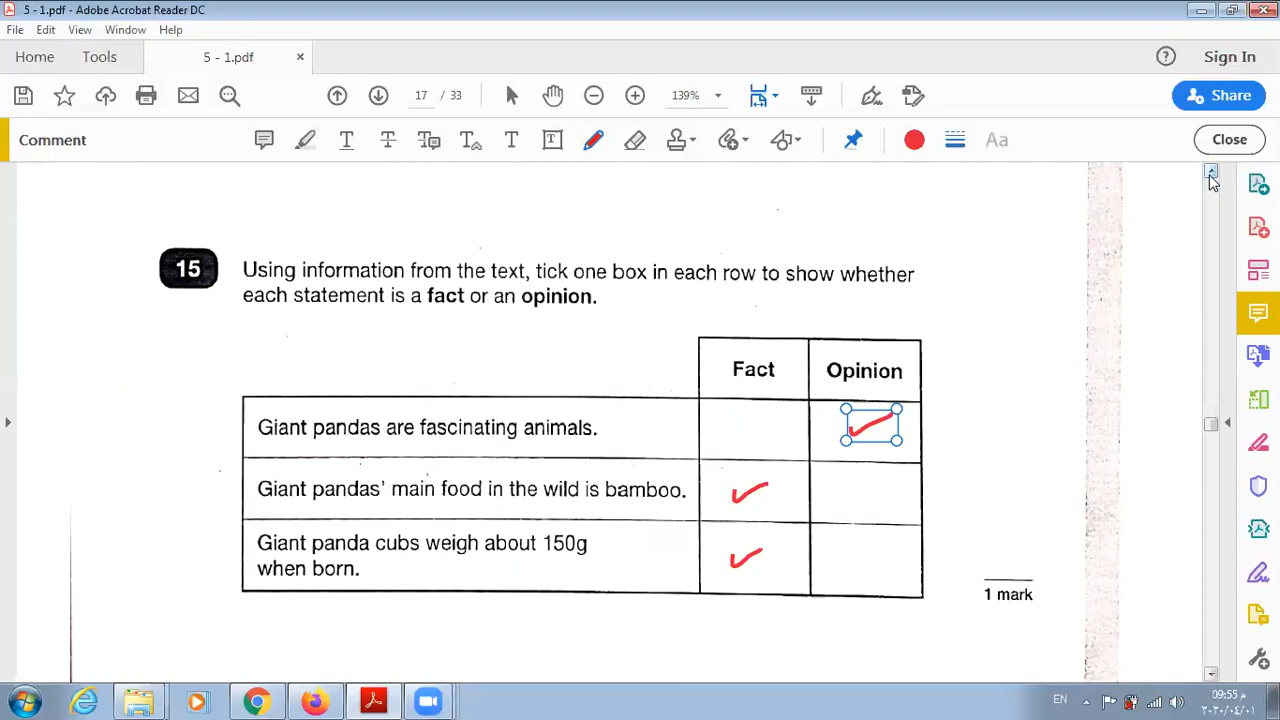 5 - 1.pdf - Adobe Acrobat Reader DC
File Edit View Window Help
Home Tools 5 - 1.pdf × ? Sign In
17 / 33 139% Share
Comment T T T T T Aa Close
15 Using information from the text, tick one box in each row to show whether
each statement is a fact or an opinion.
Fact Opinion
Giant pandas are fascinating animals.
Giant pandas’ main food in the wild is bamboo.
Giant panda cubs weigh about 150g
when born.
1 mark
EN 09:55 م
٢٠٢٠/٠٤/٠١